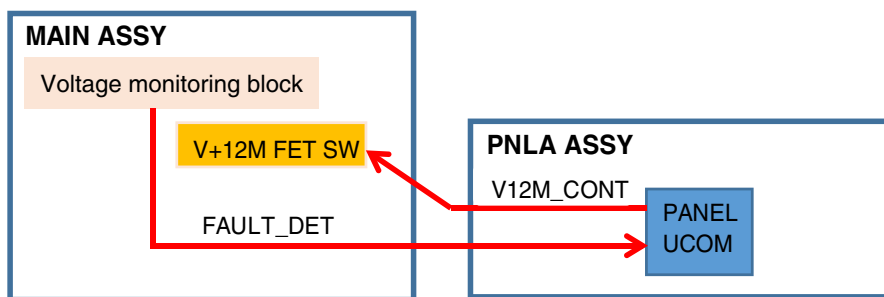 MAIN ASSY
Voltage monitoring block
V+12M FET SW
FAULT_DET
PNLA ASSY
V12M_CONT
PANEL
UCOM